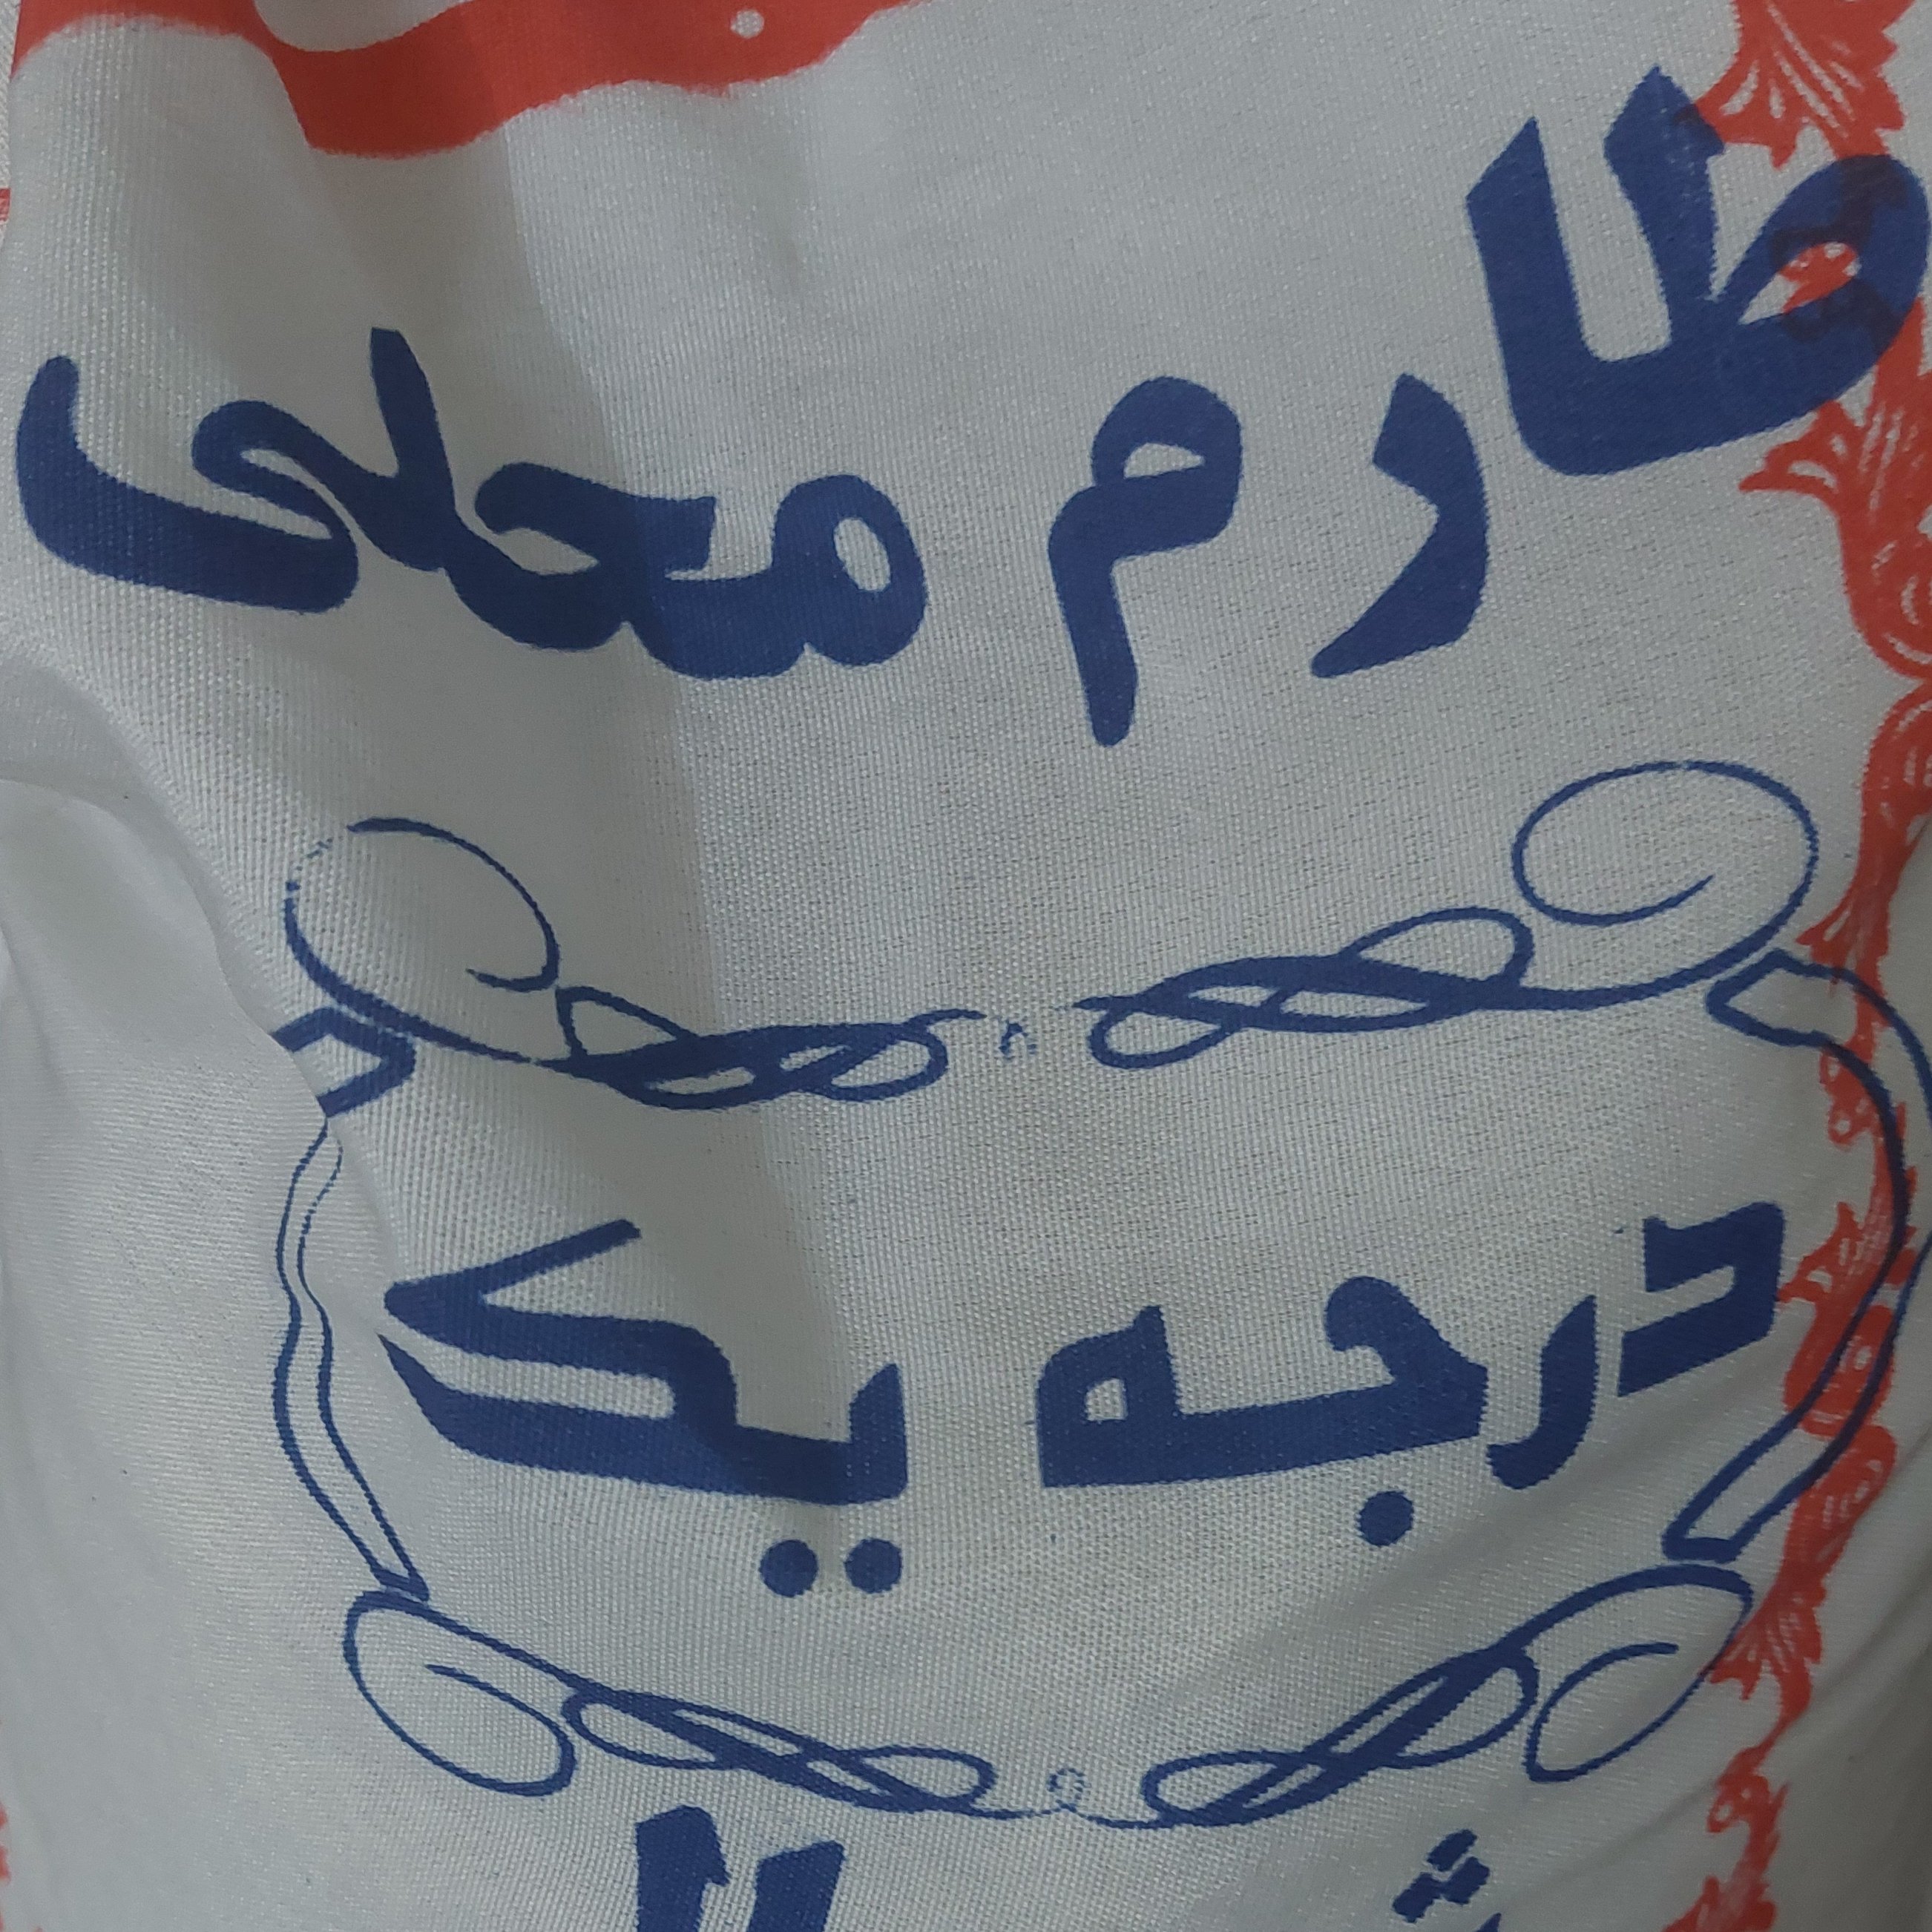 طارم محلی
درجه یک